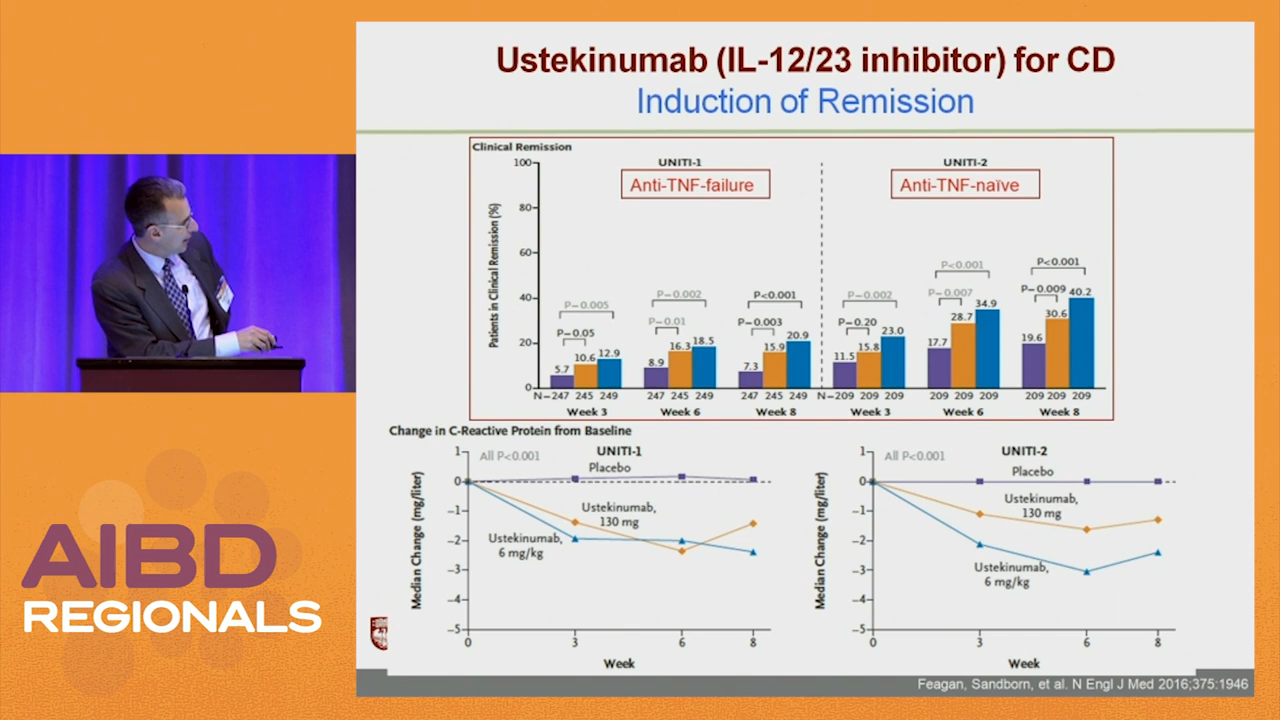 Ustekinumab (IL-12/23 inhibitor) for CD
Induction of Remission
Clinical Remission
UNITI-1
UNITI-2
Anti-TNF-failure
Anti-TNF-naïve
Patients in Clinical Remission (%)
100
80
60
40
20
0
P=0.005
P=0.05
5.7 10.6 12.9
P=0.002
P=0.01
8.9 16.3 18.5
P<0.001
P=0.003
7.3 15.9 20.9
P=0.002
P=0.20
11.5 15.8 23.0
P<0.001
P=0.007
17.7 28.7 34.9
P<0.001
P=0.009
19.6 30.6 40.2
N=247 245 249 247 245 249 247 245 249 N=209 209 209 209 209 209 209 209 209
Week 3 Week 6 Week 8 Week 3 Week 6 Week 8
Change in C-Reactive Protein from Baseline
UNITI-1
All P<0.001
Placebo
Ustekinumab,
130 mg
Ustekinumab,
6 mg/kg
Median Change (mg/liter)
1
0
−1
−2
−3
−4
−5
0 3 6 8
Week
UNITI-2
All P<0.001
Placebo
Ustekinumab,
130 mg
Ustekinumab,
6 mg/kg
Median Change (mg/liter)
1
0
−1
−2
−3
−4
−5
0 3 6 8
Week
Feagan, Sandborn, et al. N Engl J Med 2016;375:1946
AIBD
REGIONALS